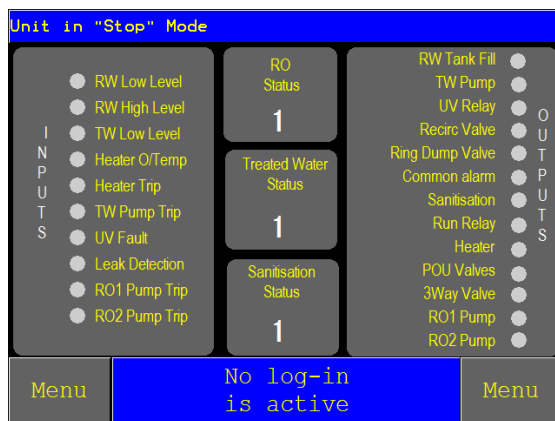 Unit in "Stop" Mode
INPUTS
RW Low Level
RW High Level
TW Low Level
Heater O/Temp
Heater Trip
TW Pump Trip
UV Fault
Leak Detection
RO1 Pump Trip
RO2 Pump Trip
RO
Status
1
Treated Water
Status
1
Sanitisation
Status
1
RW Tank Fill
TW Pump
UV Relay
Recirc Valve
Ring Dump Valve
Common alarm
Sanitisation
Run Relay
Heater
POU Valves
3Way Valve
RO1 Pump
RO2 Pump
OUTPUTS
Menu
No log-in
is active
Menu